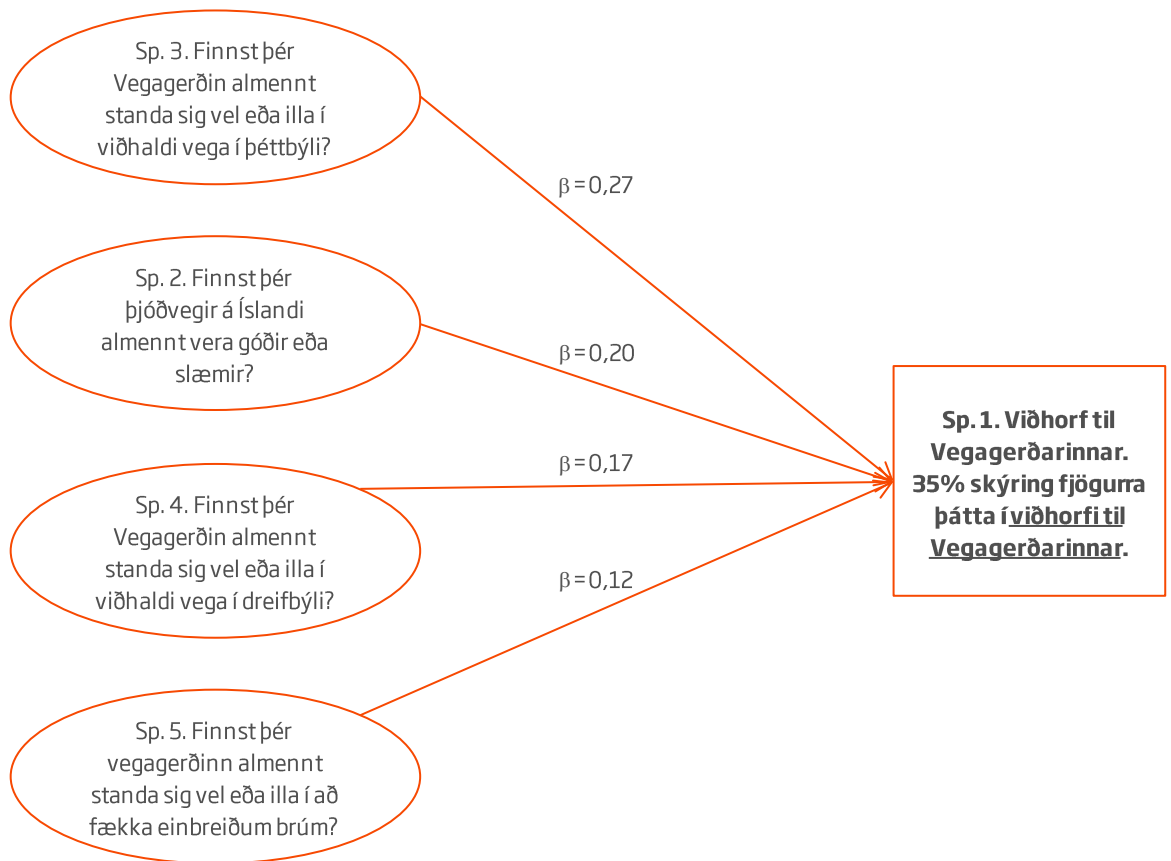 Sp. 3. Finnst þér
Vegagerðin almennt
standa sig vel eða illa í
viðhaldi vega í þéttbýli?
β = 0,27
Sp. 2. Finnst þér
þjóðvegir á Íslandi
almennt vera góðir eða
slæmir?
β = 0,20
Sp. 4. Finnst þér
Vegagerðin almennt
standa sig vel eða illa í
viðhaldi vega í dreifbýli?
β = 0,17
Sp. 5. Finnst þér
vegagerðinn almennt
standa sig vel eða illa í að
fækka einbreiðum brúm?
β = 0,12
Sp. 1. Viðhorf til
Vegagerðarinnar.
35% skýring fjögurra
þátta í viðhorfi til
Vegagerðarinnar.